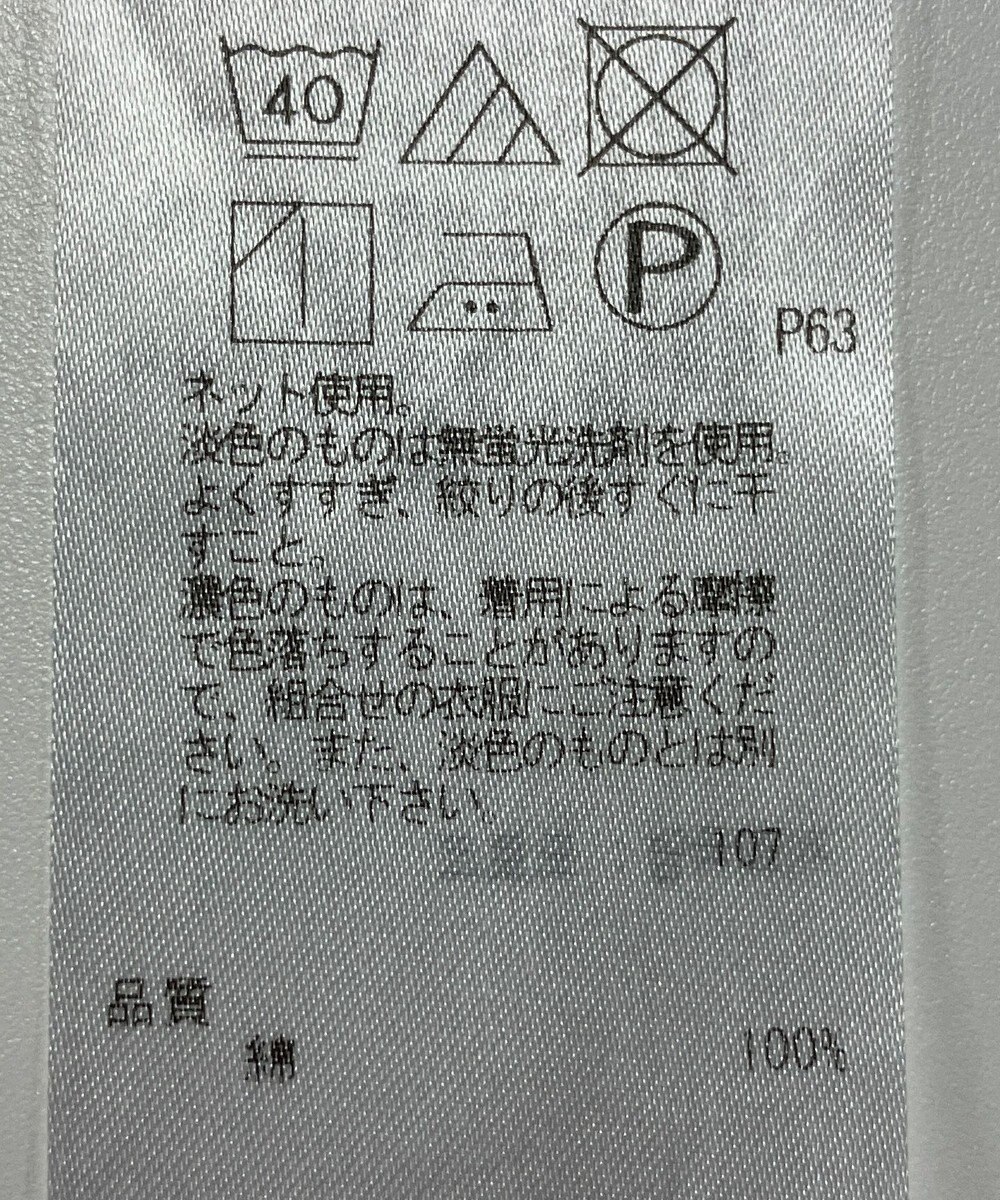 40
P
P63
ネット使用。
淡色のものは無蛍光洗剤を使用。
よくすすぎ、絞りの後すぐに干
すこと。
濃色のものは、着用による摩擦
で色落ちすることがありますの
で、組合せの衣服にご注意くだ
さい。また、淡色のものとは別
にお洗い下さい。
107
品質
綿 100%